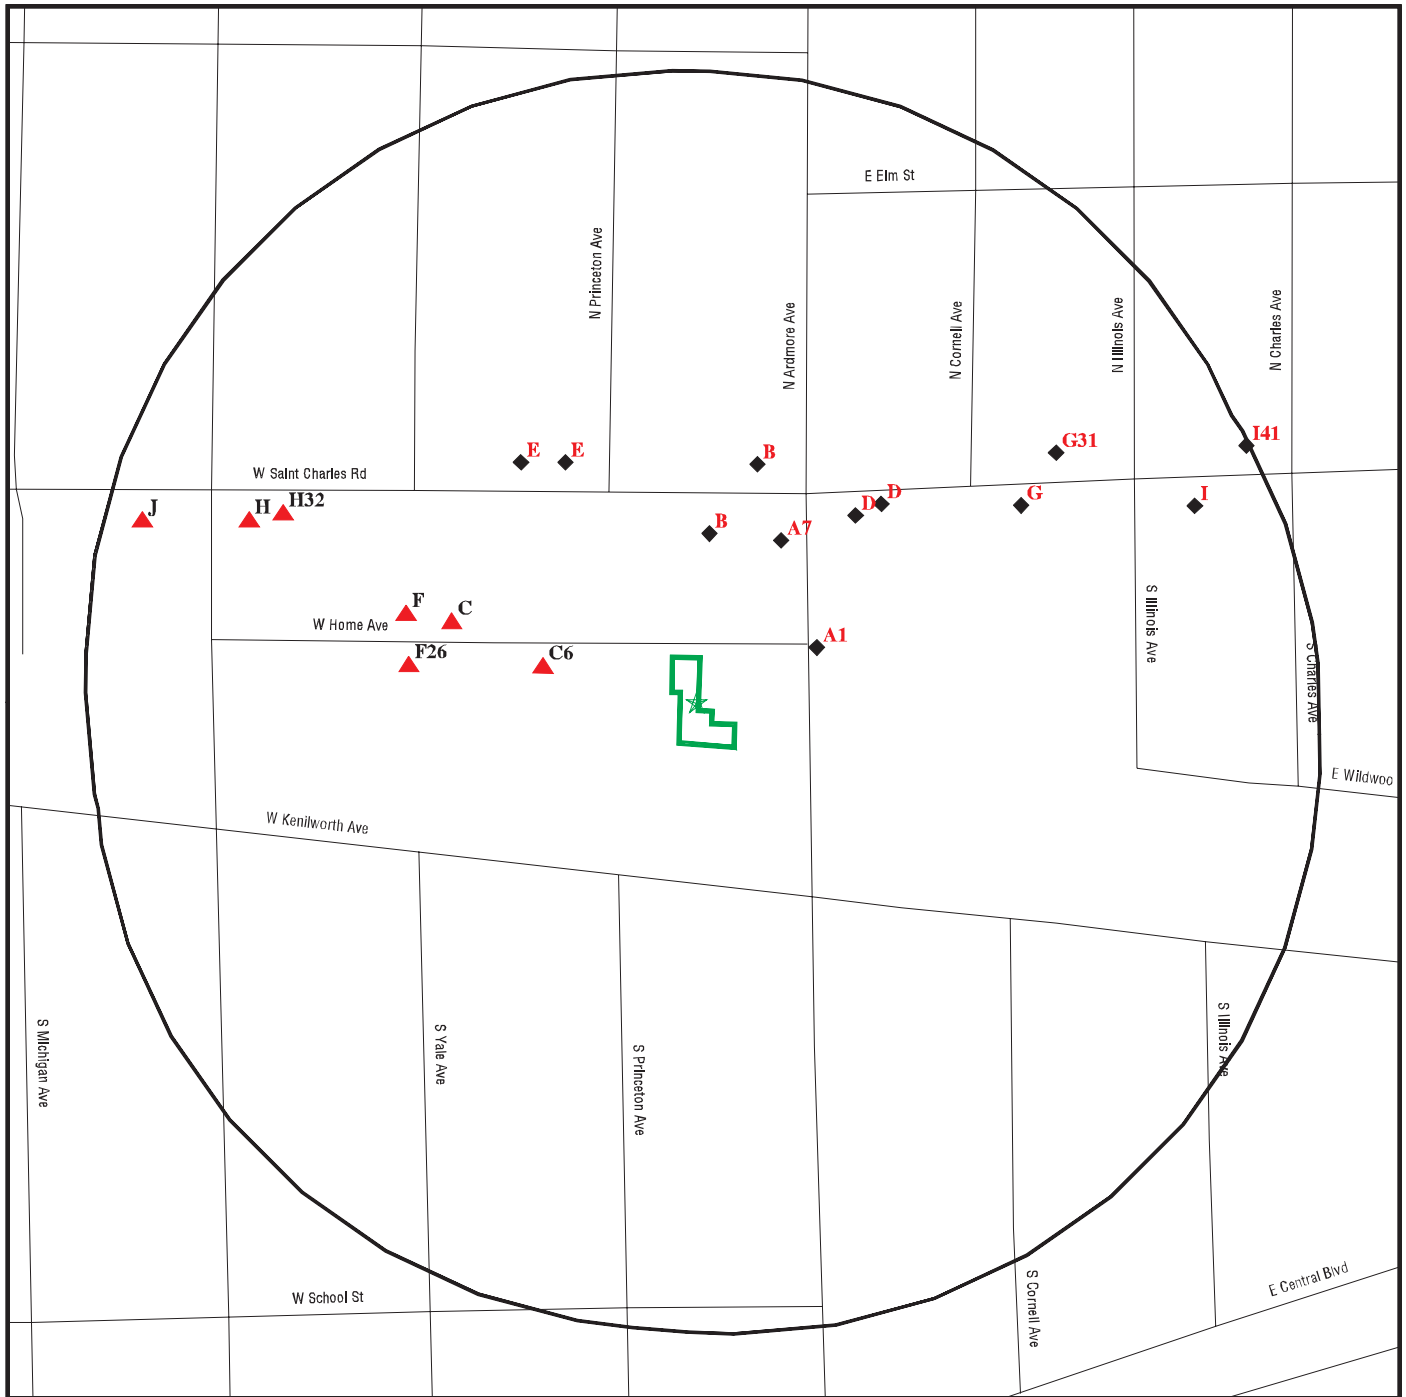 E Elm St
N Princeton Ave
N Ardmore Ave
N Cornell Ave
N Illinois Ave
N Charles Ave
I41
G31
E
E
B
W Saint Charles Rd
J
H
H32
B
A7
D
D
G
I
F
C
W Home Ave
A1
F26
C6
S Illinois Ave
S Charles Ave
E Wildwoo
W Kenilworth Ave
S Michigan Ave
S Yale Ave
S Princeton Ave
S Illinois Ave
W School St
S Cornell Ave
E Central Blvd